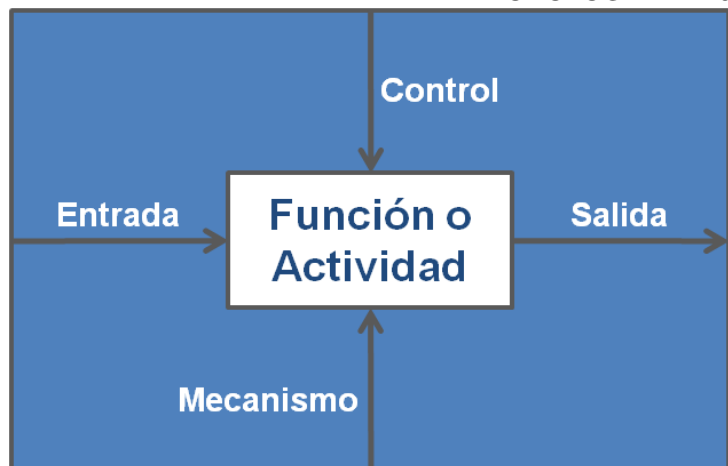 Control
Entrada
Función o
Actividad
Salida
Mecanismo